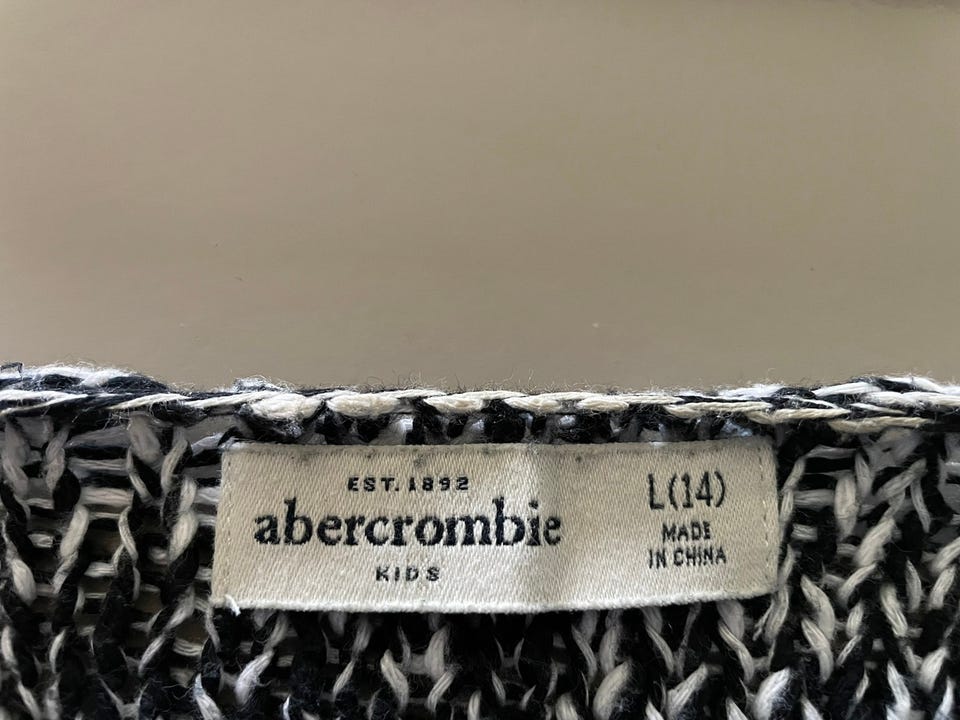 EST. 1892
abercrombie
KIDS
L(14)
MADE
IN CHINA